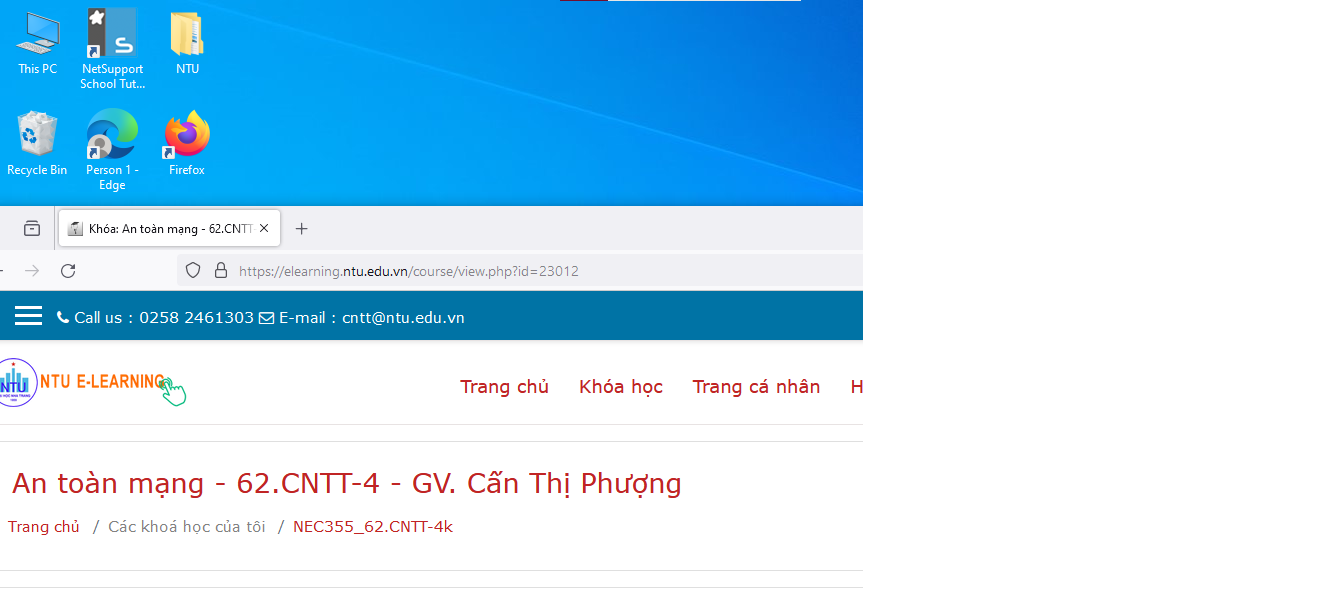 This PC
NetSupport School Tut...
NTU
Recycle Bin
Person 1 - Edge
Firefox
Khóa: An toàn mạng - 62.CNTT-
https://elearning.ntu.edu.vn/course/view.php?id=23012
Call us : 0258 2461303 E-mail : cntt@ntu.edu.vn
NTU
NTU E-LEARNING
Trang chủ Khóa học Trang cá nhân H
An toàn mạng - 62.CNTT-4 - GV. Cấn Thị Phượng
Trang chủ / Các khoá học của tôi / NEC355_62.CNTT-4k